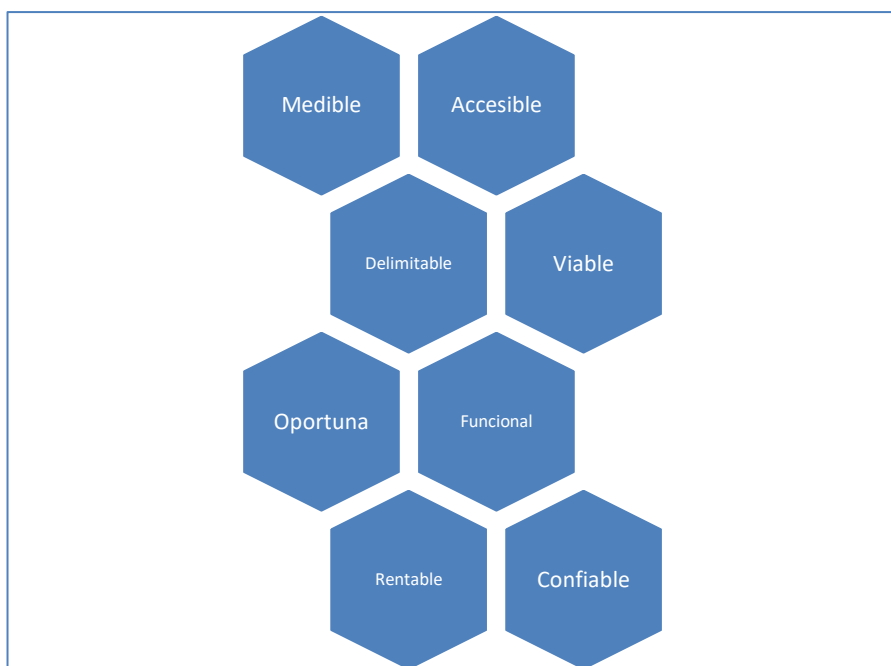 Medible
Accesible
Delimitable
Viable
Oportuna
Funcional
Rentable
Confiable